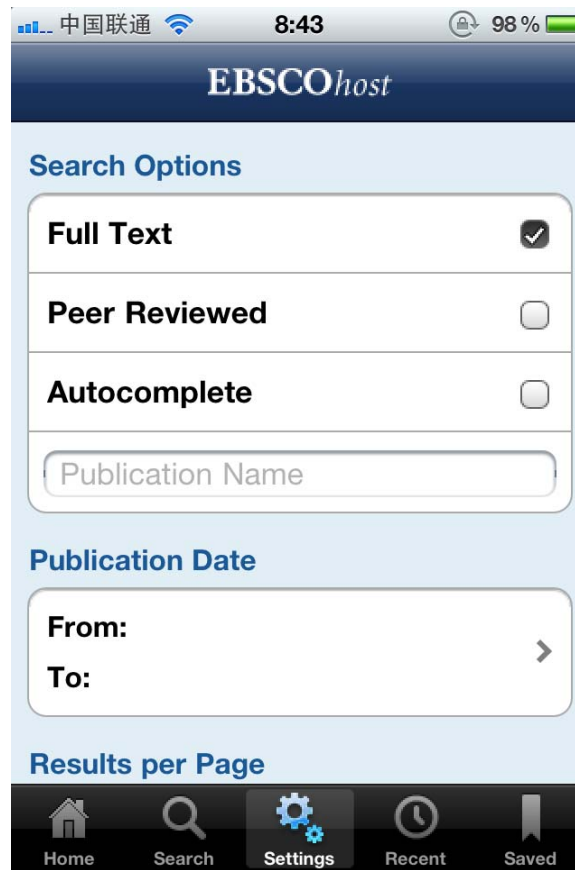 中国联通 8:43 98%
EBSCOhost
Search Options
Full Text
Peer Reviewed
Autocomplete
Publication Name
Publication Date
From:
To:
Results per Page
Home Search Settings Recent Saved